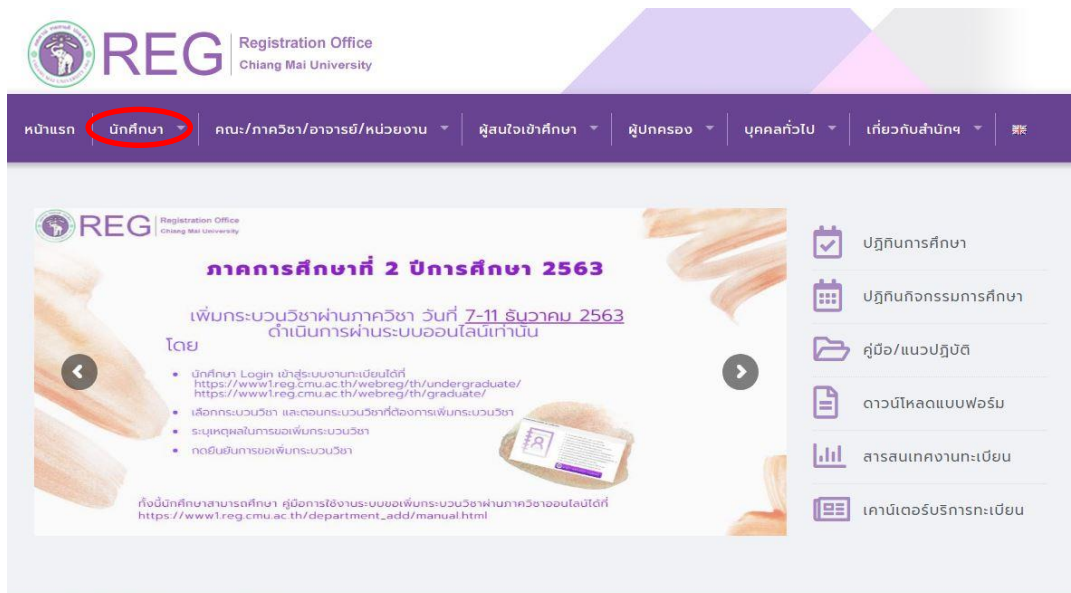 REG
Registration Office
Chiang Mai University
หน้าแรก นักศึกษา คณะ/ภาควิชา/อาจารย์/หน่วยงาน ผู้สนใจเข้าศึกษา ผู้ปกครอง บุคคลทั่วไป เกี่ยวกับสำนักฯ
REG
Registration Office
Chiang Mai University
ภาคการศึกษาที่ 2 ปีการศึกษา 2563
เพิ่มกระบวนวิชาผ่านภาควิชา วันที่ 7-11 ธันวาคม 2563
ดำเนินการผ่านระบบออนไลน์เท่านั้น
โดย
• นักศึกษา Login เข้าสู่ระบบงานทะเบียนได้ที่
https://www1.reg.cmu.ac.th/webreg/th/undergraduate/
https://www1.reg.cmu.ac.th/webreg/th/graduate/
• เลือกกระบวนวิชา และตอนกระบวนวิชาที่ต้องการเพิ่มกระบวนวิชา
• ระบุเหตุผลในการขอเพิ่มกระบวนวิชา
• กดยืนยันการขอเพิ่มกระบวนวิชา
ทั้งนี้นักศึกษาสามารถศึกษา คู่มือการใช้งานระบบขอเพิ่มกระบวนวิชาผ่านภาควิชาออนไลน์ได้ที่
https://www1.reg.cmu.ac.th/department_add/manual.html
ปฏิทินการศึกษา
ปฏิทินกิจกรรมการศึกษา
คู่มือ/แนวปฏิบัติ
ดาวน์โหลดแบบฟอร์ม
สารสนเทศงานทะเบียน
เคาน์เตอร์บริการทะเบียน